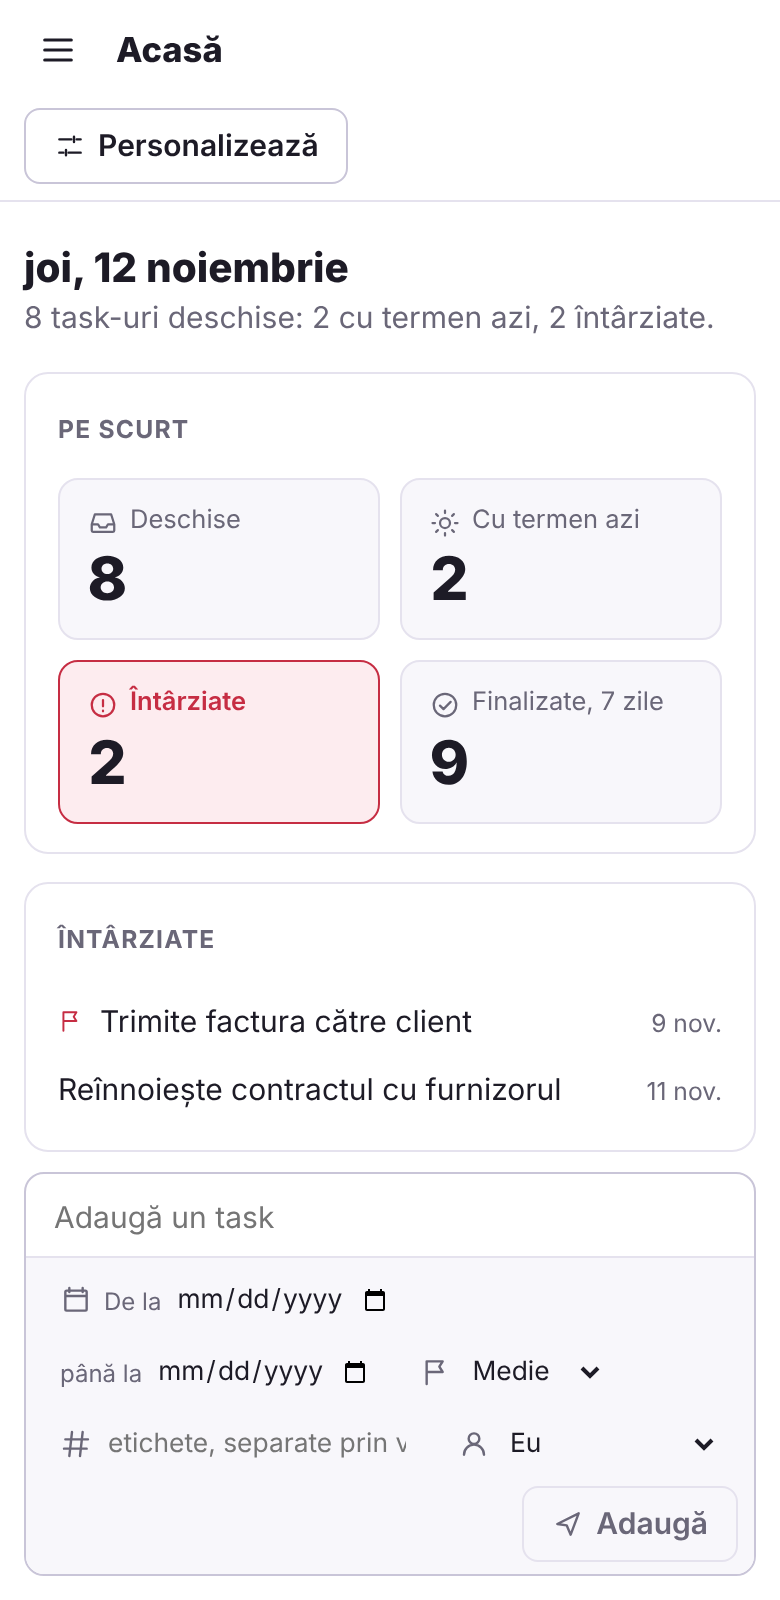 Acasă
Personalizează
joi, 12 noiembrie
8 task-uri deschise: 2 cu termen azi, 2 întârziate.
PE SCURT
Deschise
8
Cu termen azi
2
Întârziate
2
Finalizate, 7 zile
9
ÎNTÂRZIATE
Trimite factura către client 9 nov.
Reînnoiește contractul cu furnizorul 11 nov.
Adaugă un task
De la mm/dd/yyyy
până la mm/dd/yyyy Medie
etichete, separate prin Eu
Adaugă